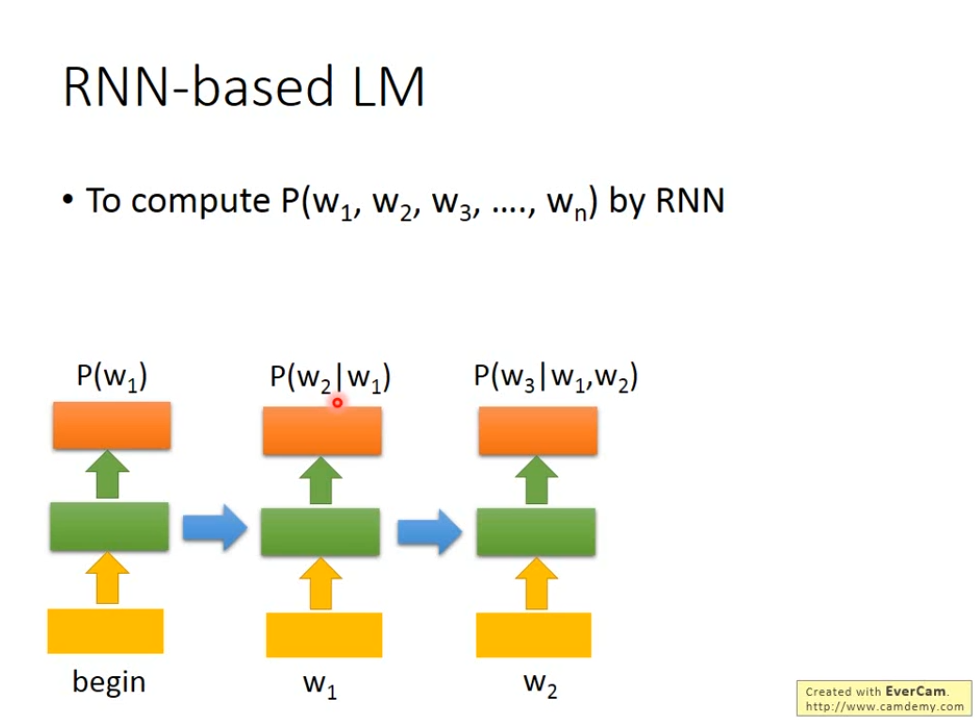 RNN-based LM
• To compute P(w₁, w₂, w₃, …., wₙ) by RNN
P(w₁) P(w₂|w₁) P(w₃|w₁,w₂)
begin w₁ w₂
Created with EverCam.
http://www.camdemy.com